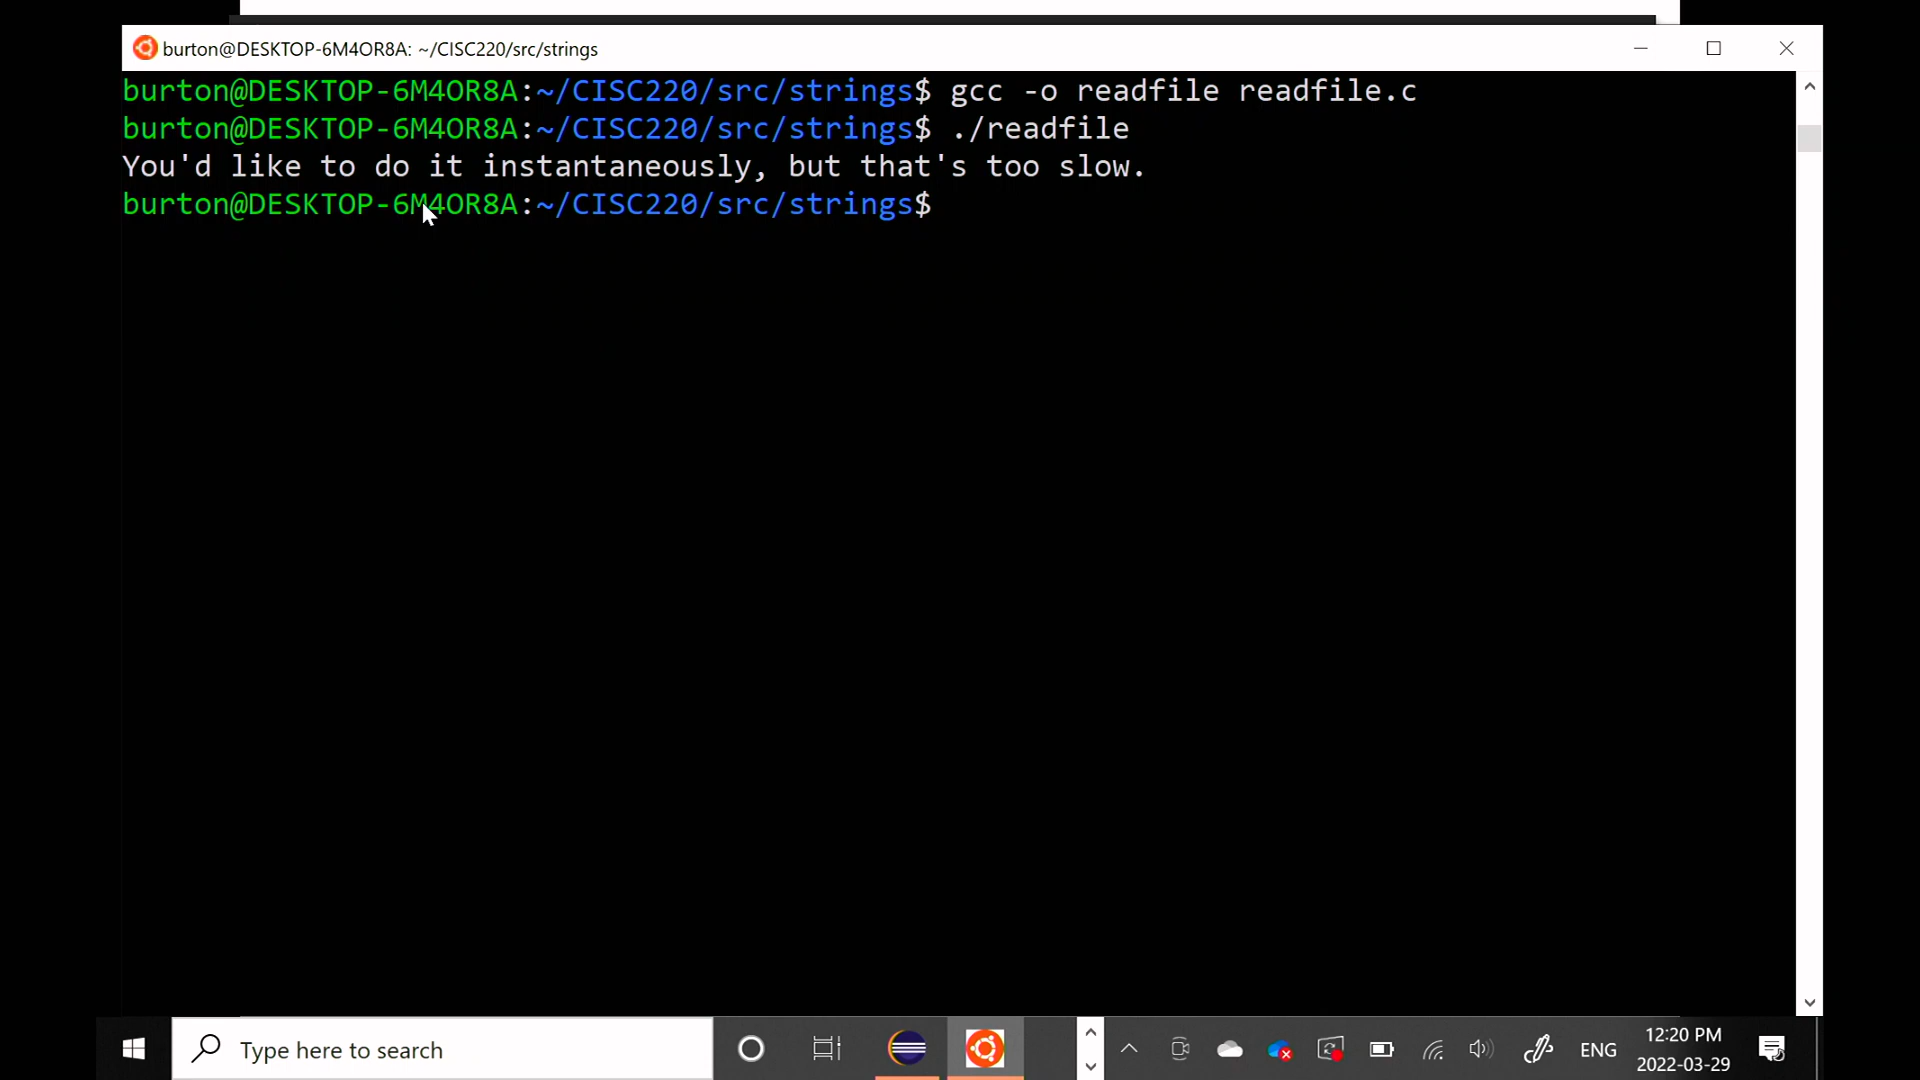 burton@DESKTOP-6M4OR8A: ~/CISC220/src/strings
burton@DESKTOP-6M4OR8A:~/CISC220/src/strings$ gcc -o readfile readfile.c
burton@DESKTOP-6M4OR8A:~/CISC220/src/strings$ ./readfile
You'd like to do it instantaneously, but that's too slow.
burton@DESKTOP-6M4OR8A:~/CISC220/src/strings$
Type here to search
ENG
12:20 PM
2022-03-29